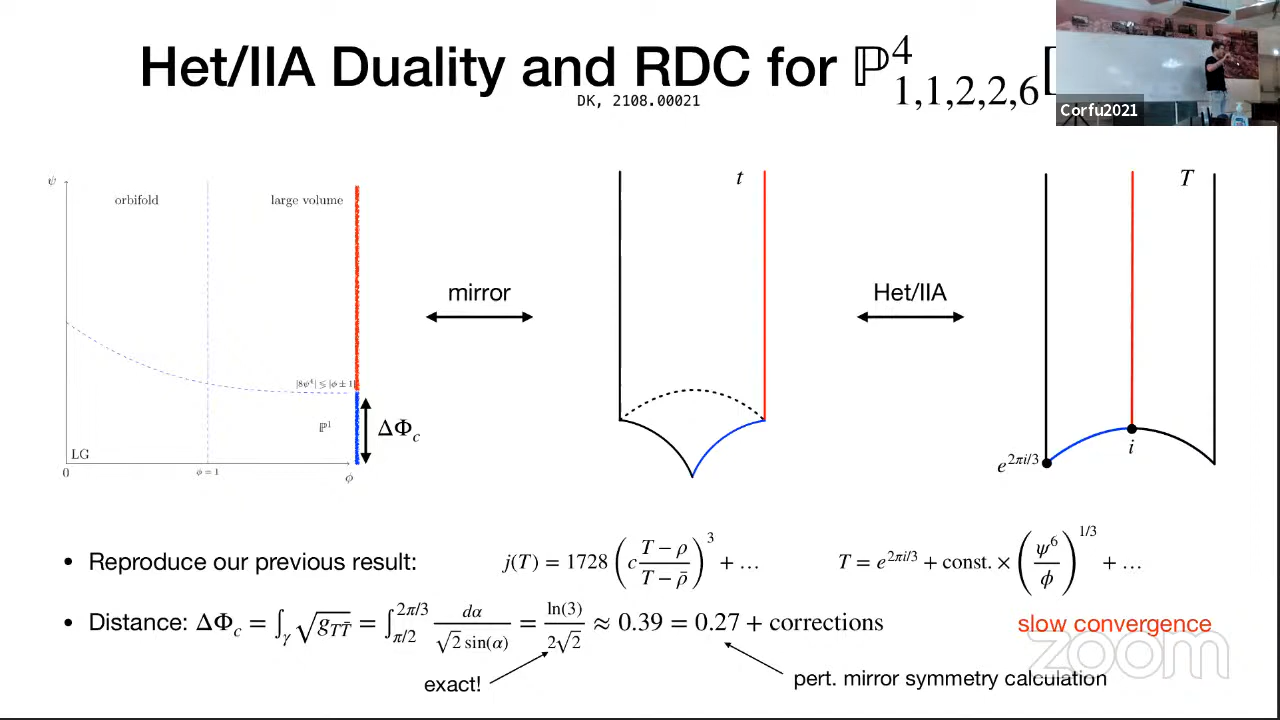 Het/IIA Duality and RDC for ℙ⁴₁,₁,₂,₂,₆[
DK, 2108.00021
Corfu2021
ψ
orbifold
large volume
|8ψ⁴| ≶ |φ ± 1|
ℙ¹
LG
0
φ = 1
φ
ΔΦ_c
mirror
t
Het/IIA
T
e^{2πi/3}
i
• Reproduce our previous result: j(T) = 1728 (c (T − ρ)/(T − ρ̄))³ + … T = e^{2πi/3} + const. × (ψ⁶/φ)^{1/3} + …
• Distance: ΔΦ_c = ∫_γ √g_{TT̄} = ∫_{π/2}^{2π/3} dα/(√2 sin(α)) = ln(3)/(2√2) ≈ 0.39 = 0.27 + corrections
slow convergence
zoom
exact!
pert. mirror symmetry calculation